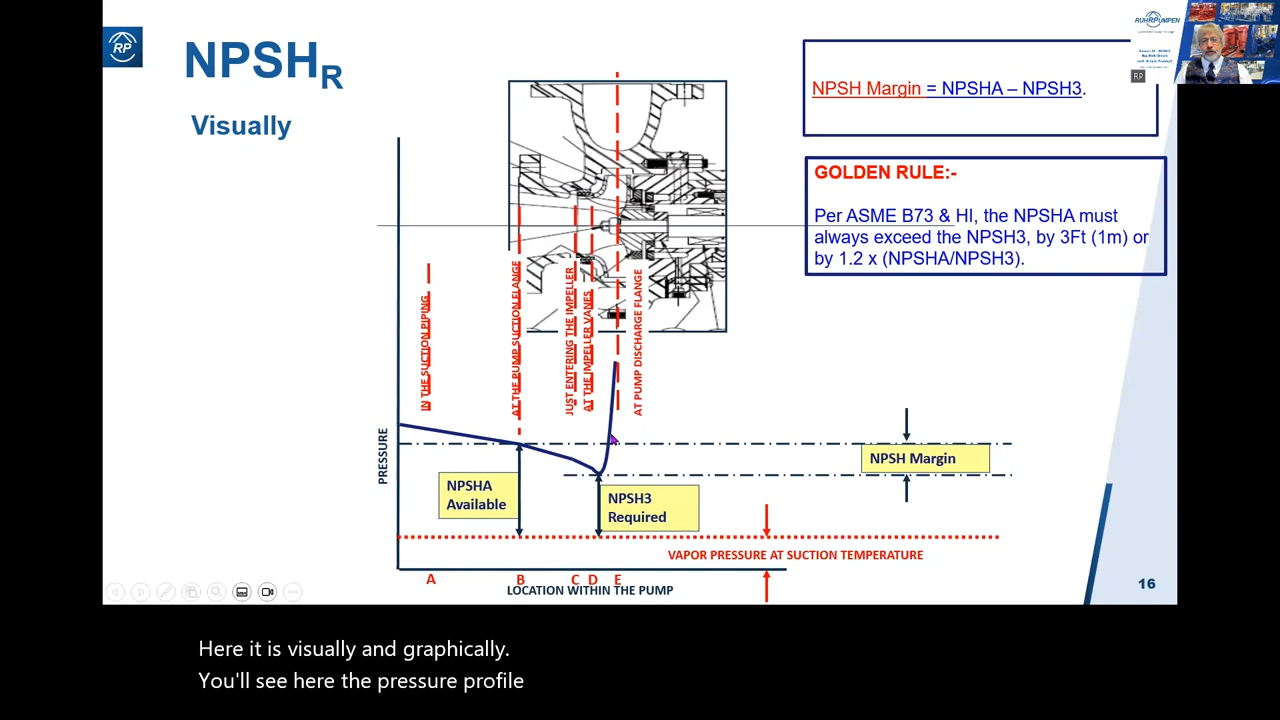 RP
NPSHR
Visually
NPSH Margin = NPSHA – NPSH3.
RUHRPUMPEN
RP
GOLDEN RULE:-
Per ASME B73 & HI, the NPSHA must
always exceed the NPSH3, by 3Ft (1m) or
by 1.2 x (NPSHA/NPSH3).
IN THE SUCTION PIPING
AT THE PUMP SUCTION FLANGE
JUST ENTERING THE IMPELLER
AT THE IMPELLER VANES
AT PUMP DISCHARGE FLANGE
PRESSURE
NPSH Margin
NPSHA
Available
NPSH3
Required
VAPOR PRESSURE AT SUCTION TEMPERATURE
A B C D E
LOCATION WITHIN THE PUMP
16
Here it is visually and graphically.
You'll see here the pressure profile